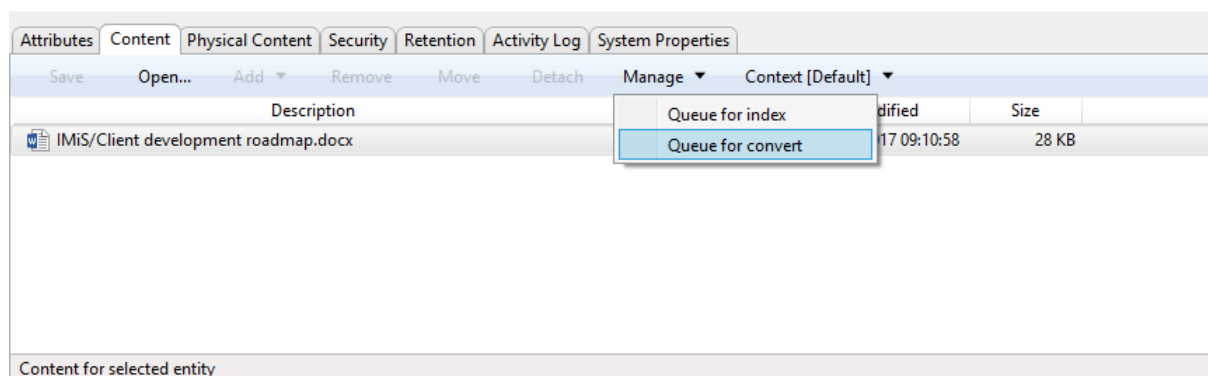 Attributes Content Physical Content Security Retention Activity Log System Properties
Save Open... Add Remove Move Detach Manage Context [Default]
Description dified Size
Queue for index
IMiS/Client development roadmap.docx 17 09:10:58 28 KB
Queue for convert
Content for selected entity